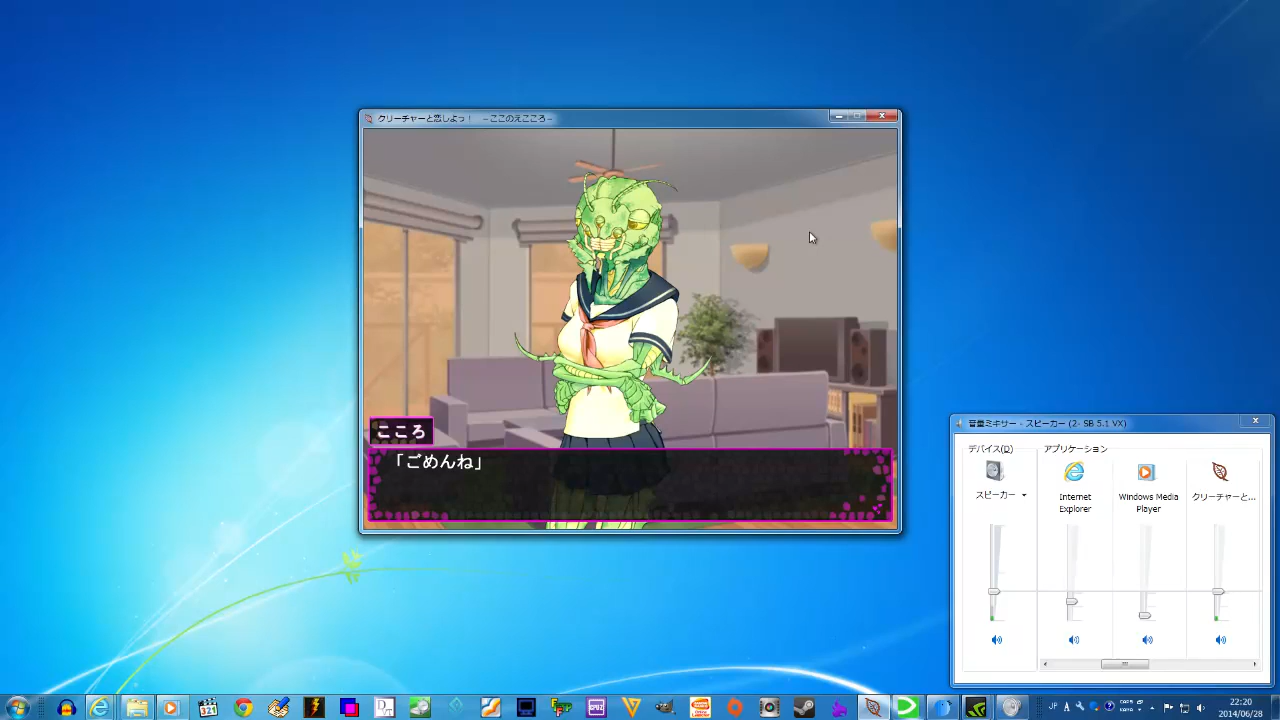 クリーチャーと恋しよっ！ －ここのえこころ－
こころ
「ごめんね」
音量ミキサー - スピーカー (2- SB 5.1 VX)
デバイス(D)
アプリケーション
スピーカー
Internet Explorer
Windows Media Player
クリーチャーと...
321
JP
22:20
2014/06/28